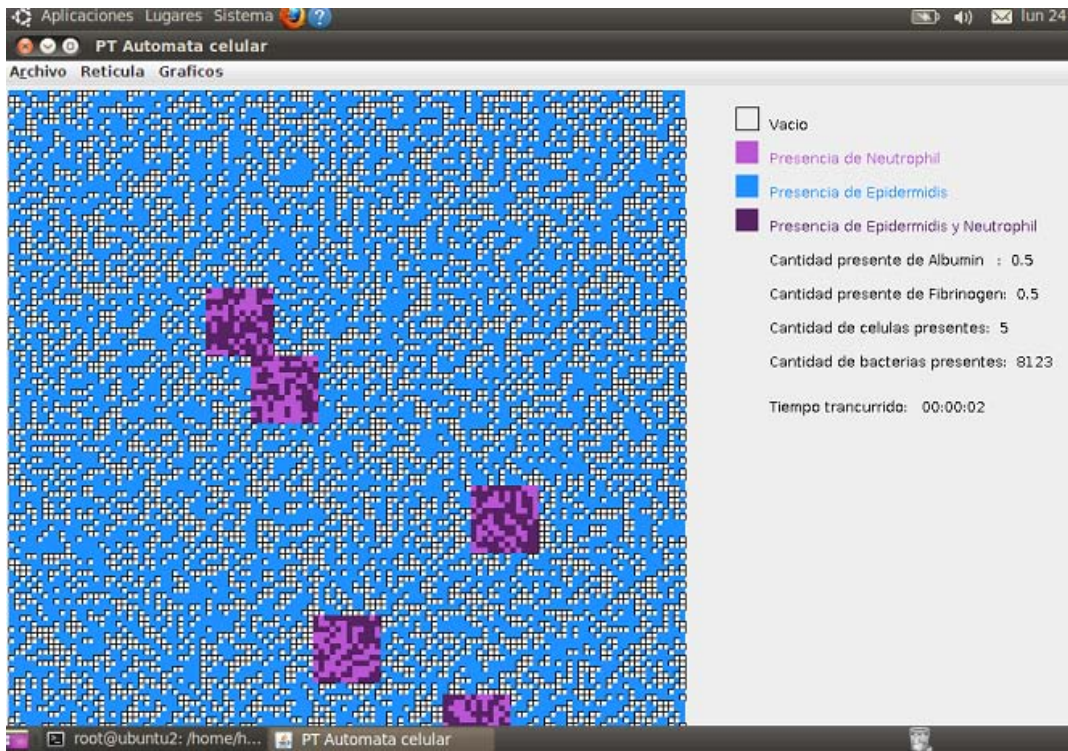 Aplicaciones Lugares Sistema
lun 24
PT Automata celular
Archivo Reticula Graficos
Vacio
Presencia de Neutrophil
Presencia de Epidermidis
Presencia de Epidermidis y Neutrophil
Cantidad presente de Albumin : 0.5
Cantidad presente de Fibrinogen: 0.5
Cantidad de celulas presentes: 5
Cantidad de bacterias presentes: 8123
Tiempo trancurrido: 00:00:02
root@ubuntu2: /home/h...
PT Automata celular